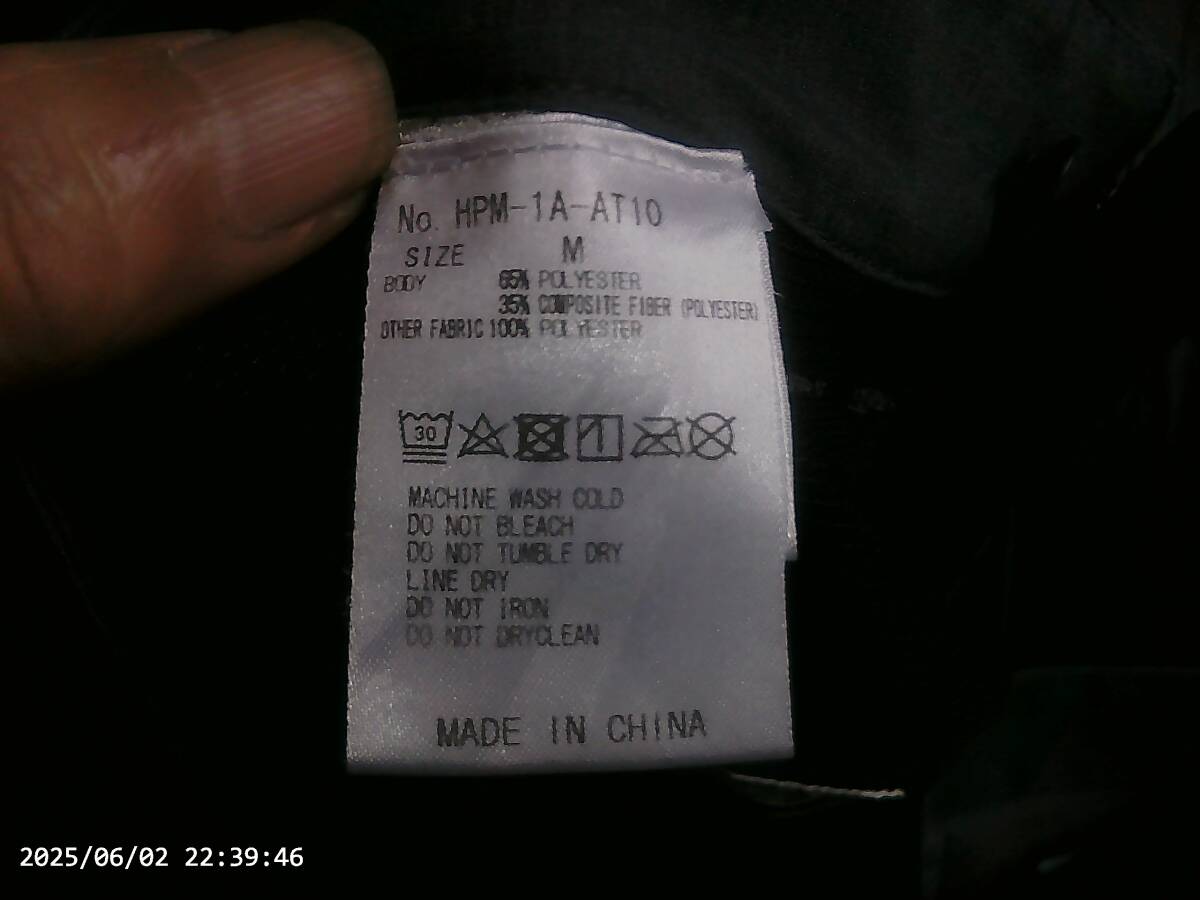 No. HPM-1A-AT10
SIZE M
BODY 65% POLYESTER
35% COMPOSITE FIBER (POLYESTER)
OTHER FABRIC 100% POLYESTER
30
MACHINE WASH COLD
DO NOT BLEACH
DO NOT TUMBLE DRY
LINE DRY
DO NOT IRON
DO NOT DRYCLEAN
MADE IN CHINA
2025/06/02 22:39:46